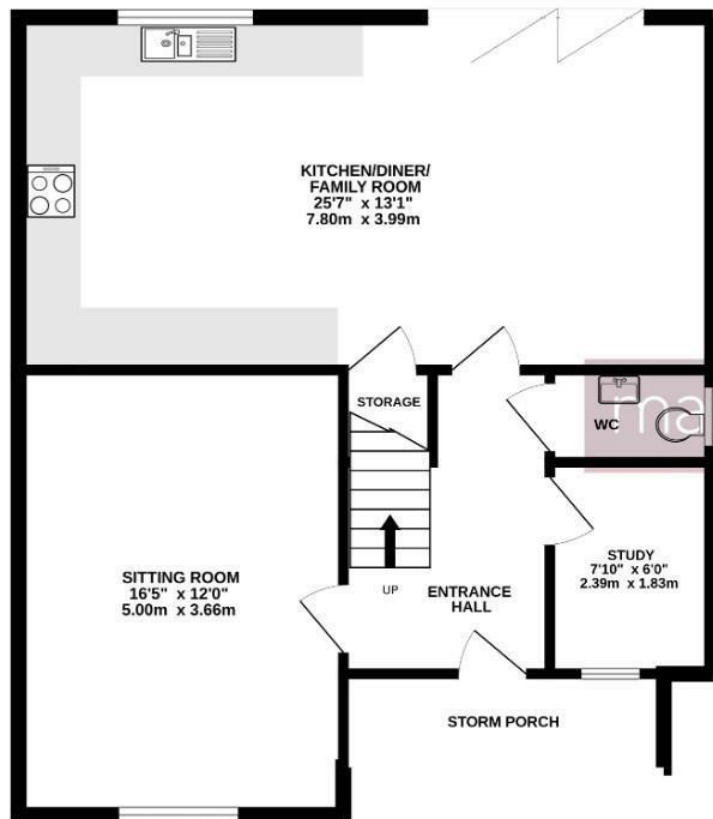 KITCHEN/DINER/
FAMILY ROOM
25'7" x 13'1"
7.80m x 3.99m
STORAGE
WC
ma
SITTING ROOM
16'5" x 12'0"
5.00m x 3.66m
UP
ENTRANCE
HALL
STUDY
7'10" x 6'0"
2.39m x 1.83m
STORM PORCH